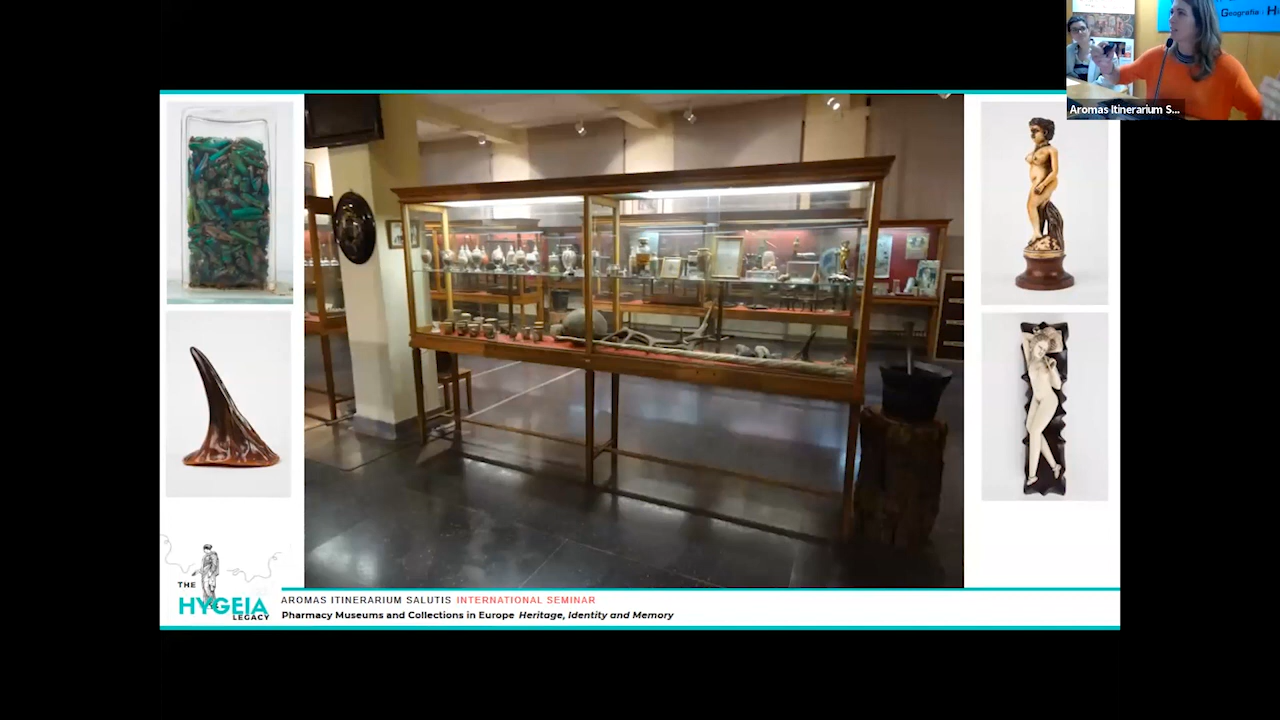 Geografia i H
Aromas Itinerarium S...
THE
HYGEIA
LEGACY
AROMAS ITINERARIUM SALUTIS INTERNATIONAL SEMINAR
Pharmacy Museums and Collections in Europe Heritage, Identity and Memory